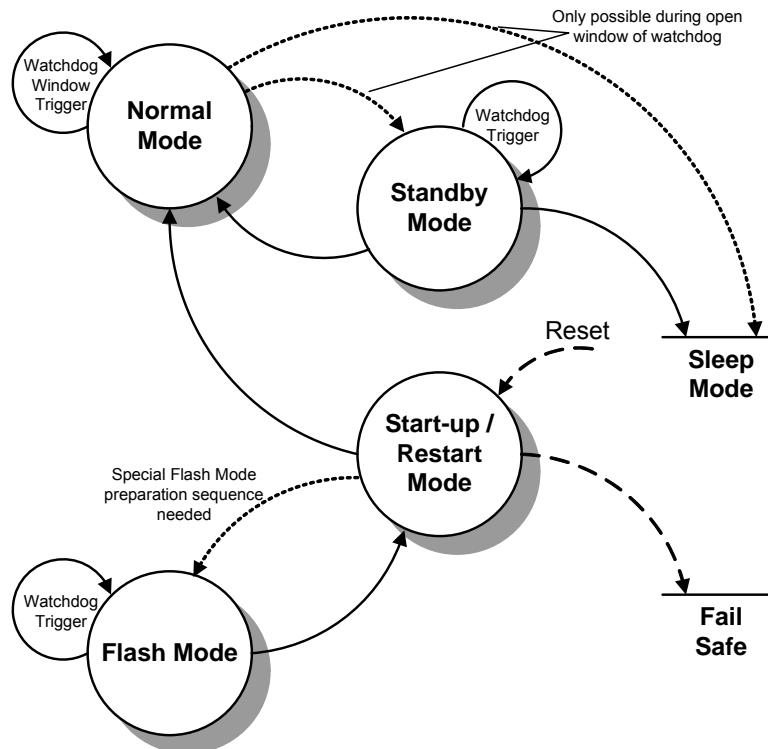 Only possible during open
window of watchdog
Watchdog
Window
Trigger
Normal
Mode
Watchdog
Trigger
Standby
Mode
Reset
Sleep
Mode
Start-up /
Restart
Mode
Special Flash Mode
preparation sequence
needed
Watchdog
Trigger
Flash Mode
Fail
Safe